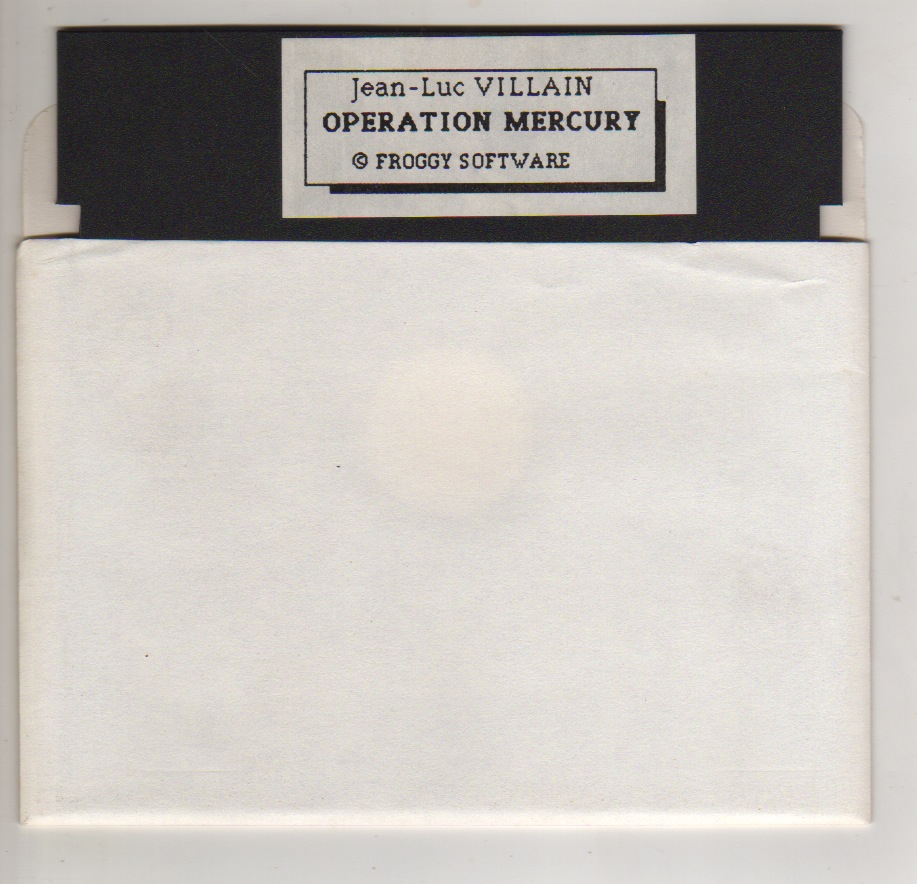 Jean-Luc VILLAIN
OPERATION MERCURY
© FROGGY SOFTWARE